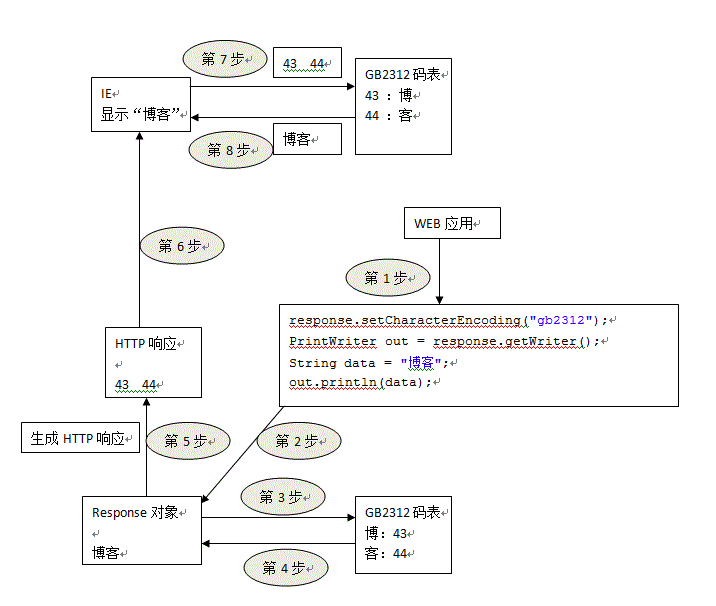 第 7 步
43 44
GB2312 码表
43 ：博
44 ：客
IE
显示“博客”
第 8 步
博客
第 6 步
WEB 应用
第 1 步
response.setCharacterEncoding("gb2312");
PrintWriter out = response.getWriter();
String data = "博客";
out.println(data);
HTTP 响应
43 44
生成 HTTP 响应
第 5 步
第 2 步
第 3 步
Response 对象
博客
GB2312 码表
博：43
客：44
第 4 步